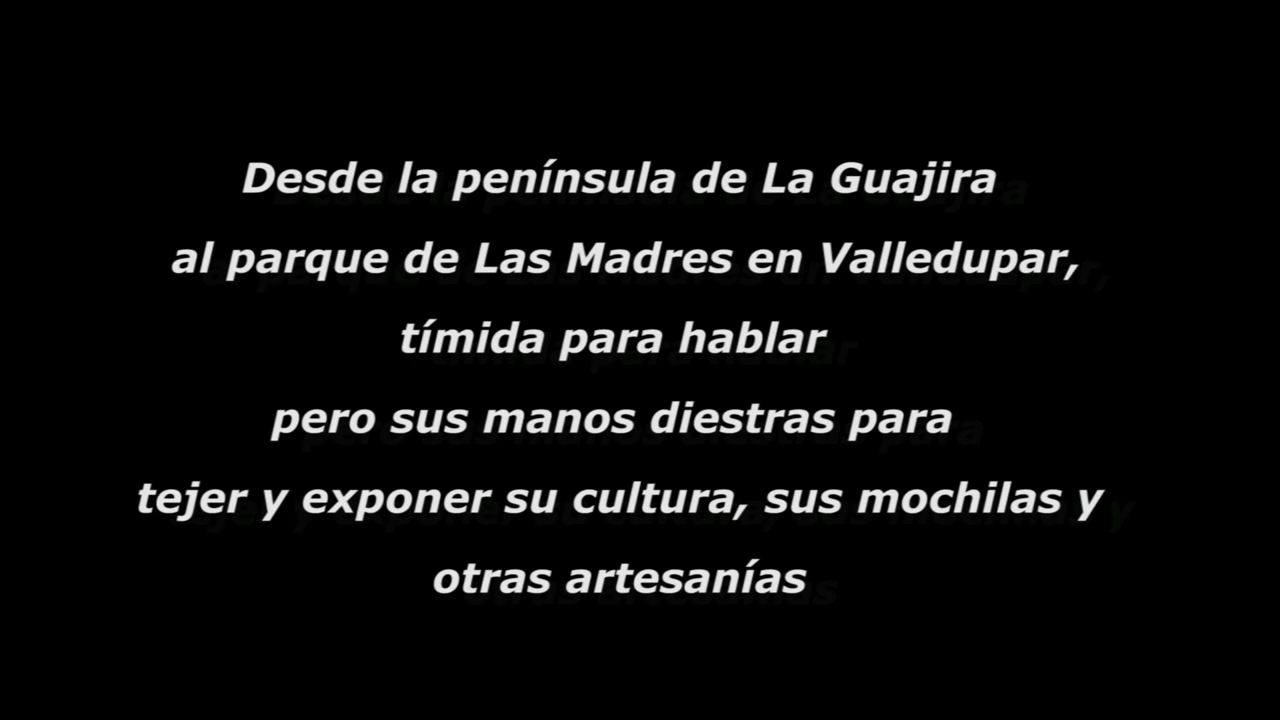 Desde la península de La Guajira
al parque de Las Madres en Valledupar,
tímida para hablar
pero sus manos diestras para
tejer y exponer su cultura, sus mochilas y
otras artesanías